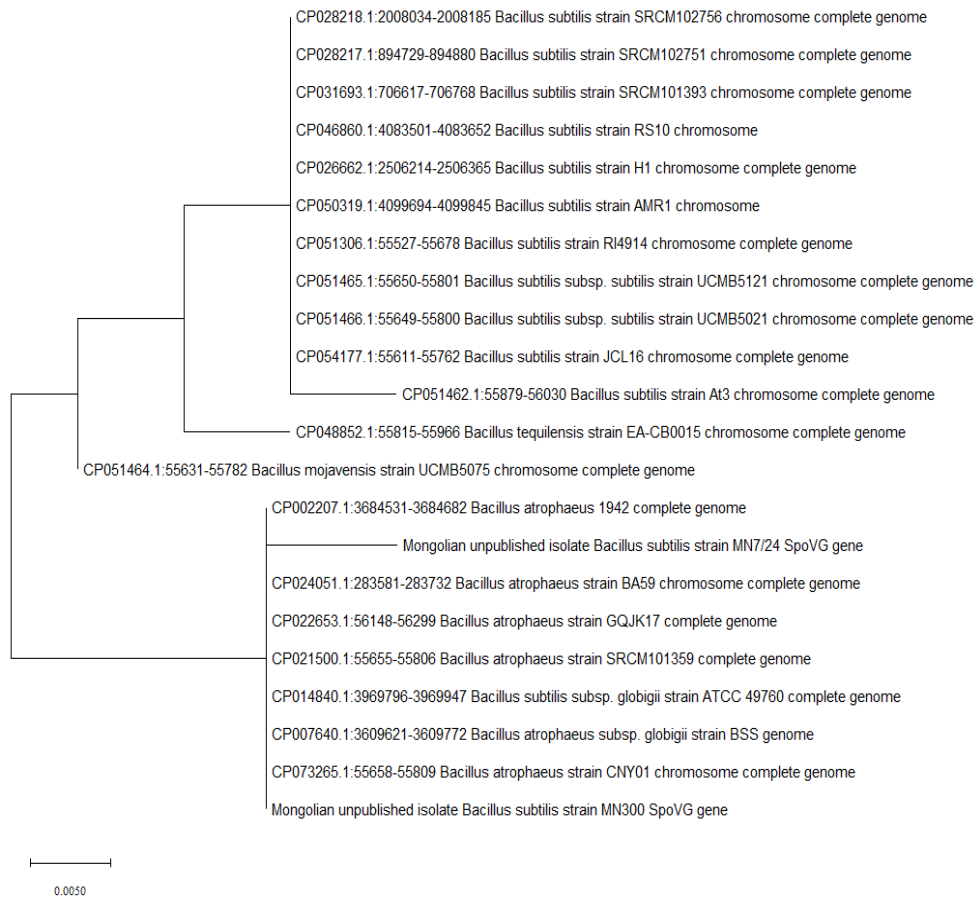 CP028218.1:2008034-2008185 Bacillus subtilis strain SRCM102756 chromosome complete genome
CP028217.1:894729-894880 Bacillus subtilis strain SRCM102751 chromosome complete genome
CP031693.1:706617-706768 Bacillus subtilis strain SRCM101393 chromosome complete genome
CP046860.1:4083501-4083652 Bacillus subtilis strain RS10 chromosome
CP026662.1:2506214-2506365 Bacillus subtilis strain H1 chromosome complete genome
CP050319.1:4099694-4099845 Bacillus subtilis strain AMR1 chromosome
CP051306.1:55527-55678 Bacillus subtilis strain RI4914 chromosome complete genome
CP051465.1:55650-55801 Bacillus subtilis subsp. subtilis strain UCMB5121 chromosome complete genome
CP051466.1:55649-55800 Bacillus subtilis subsp. subtilis strain UCMB5021 chromosome complete genome
CP054177.1:55611-55762 Bacillus subtilis strain JCL16 chromosome complete genome
CP051462.1:55879-56030 Bacillus subtilis strain At3 chromosome complete genome
CP048852.1:55815-55966 Bacillus tequilensis strain EA-CB0015 chromosome complete genome
CP051464.1:55631-55782 Bacillus mojavensis strain UCMB5075 chromosome complete genome
CP002207.1:3684531-3684682 Bacillus atrophaeus 1942 complete genome
Mongolian unpublished isolate Bacillus subtilis strain MN7/24 SpoVG gene
CP024051.1:283581-283732 Bacillus atrophaeus strain BA59 chromosome complete genome
CP022653.1:56148-56299 Bacillus atrophaeus strain GQJK17 complete genome
CP021500.1:55655-55806 Bacillus atrophaeus strain SRCM101359 complete genome
CP014840.1:3969796-3969947 Bacillus subtilis subsp. globigii strain ATCC 49760 complete genome
CP007640.1:3609621-3609772 Bacillus atrophaeus subsp. globigii strain BSS genome
CP073265.1:55658-55809 Bacillus atrophaeus strain CNY01 chromosome complete genome
Mongolian unpublished isolate Bacillus subtilis strain MN300 SpoVG gene
0.0050